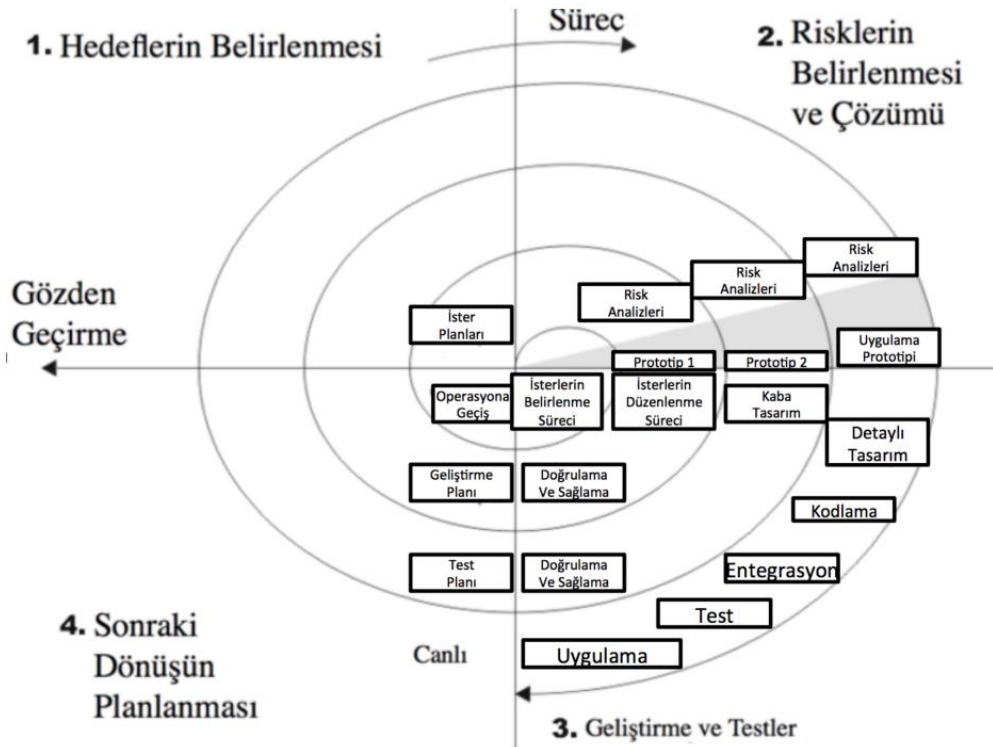 Süreç
1. Hedeflerin Belirlenmesi
2. Risklerin
Belirlenmesi
ve Çözümü
Risk
Analizleri
Risk
Analizleri
Risk
Analizleri
Gözden
Geçirme
İster
Planları
Uygulama
Prototipi
Prototip 1
Prototip 2
Operasyona
Geçiş
İsterlerin
Belirlenme
Süreci
İsterlerin
Düzenlenme
Süreci
Kaba
Tasarım
Detaylı
Tasarım
Geliştirme
Planı
Doğrulama
Ve Sağlama
Kodlama
Test
Planı
Doğrulama
Ve Sağlama
Entegrasyon
Test
4. Sonraki
Dönüşün
Planlanması
Canlı
Uygulama
3. Geliştirme ve Testler